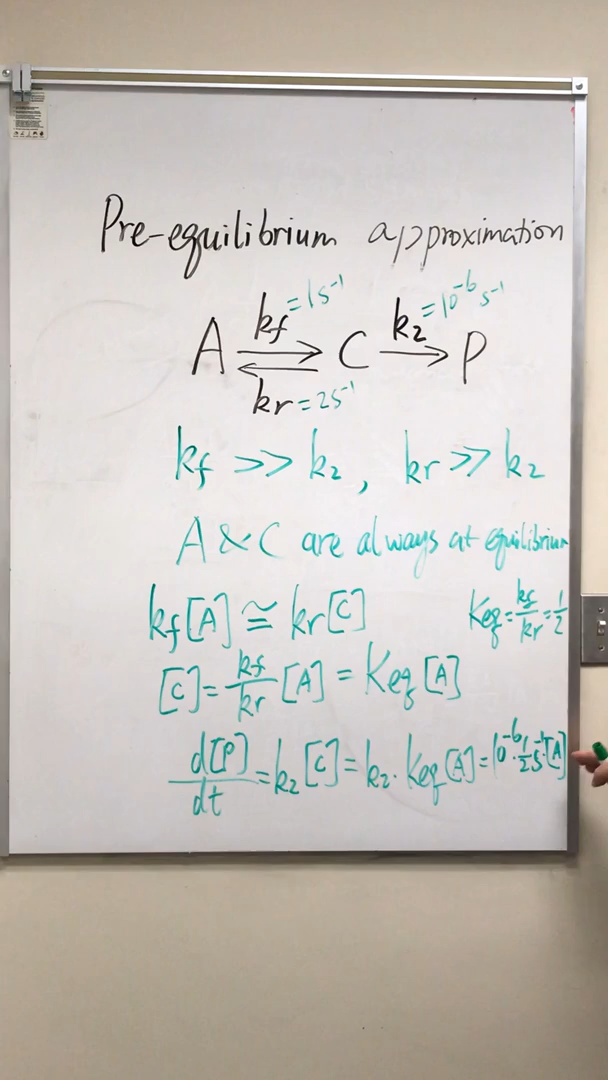 Pre-equilibrium approximation
A ⇌ C → P
kf =1s⁻¹
k₂ =10⁻⁶ s⁻¹
kr =2s⁻¹
kf >> k₂, kr >> k₂
A & C are always at equilibrium
kf[A] ≅ kr[C]
Keq = kf/kr = 1/2
[C] = kf/kr [A] = Keq [A]
d[P]/dt = k₂ [C] = k₂. Keq [A] = 10⁻⁶ · 1/2 s⁻¹ [A]